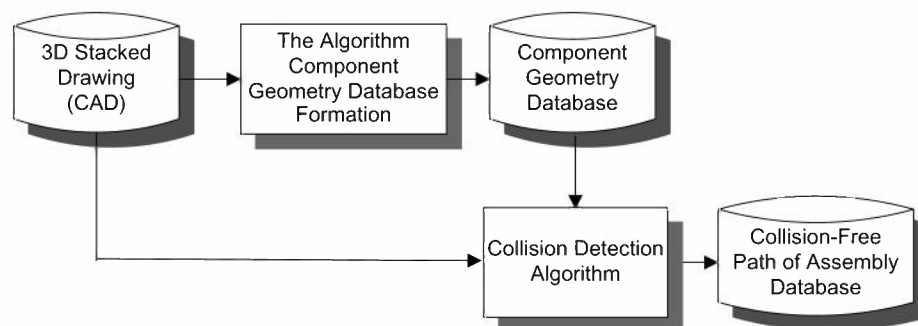 3D Stacked
Drawing
(CAD)
The Algorithm
Component
Geometry Database
Formation
Component
Geometry
Database
Collision Detection
Algorithm
Collision-Free
Path of Assembly
Database